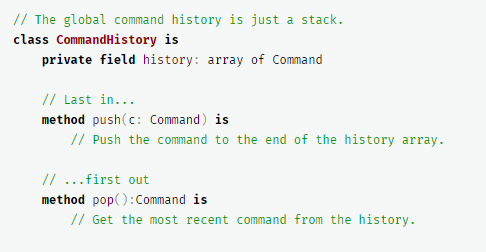 // The global command history is just a stack.
class CommandHistory is
    private field history: array of Command

    // Last in...
    method push(c: Command) is
        // Push the command to the end of the history array.

    // ...first out
    method pop():Command is
        // Get the most recent command from the history.